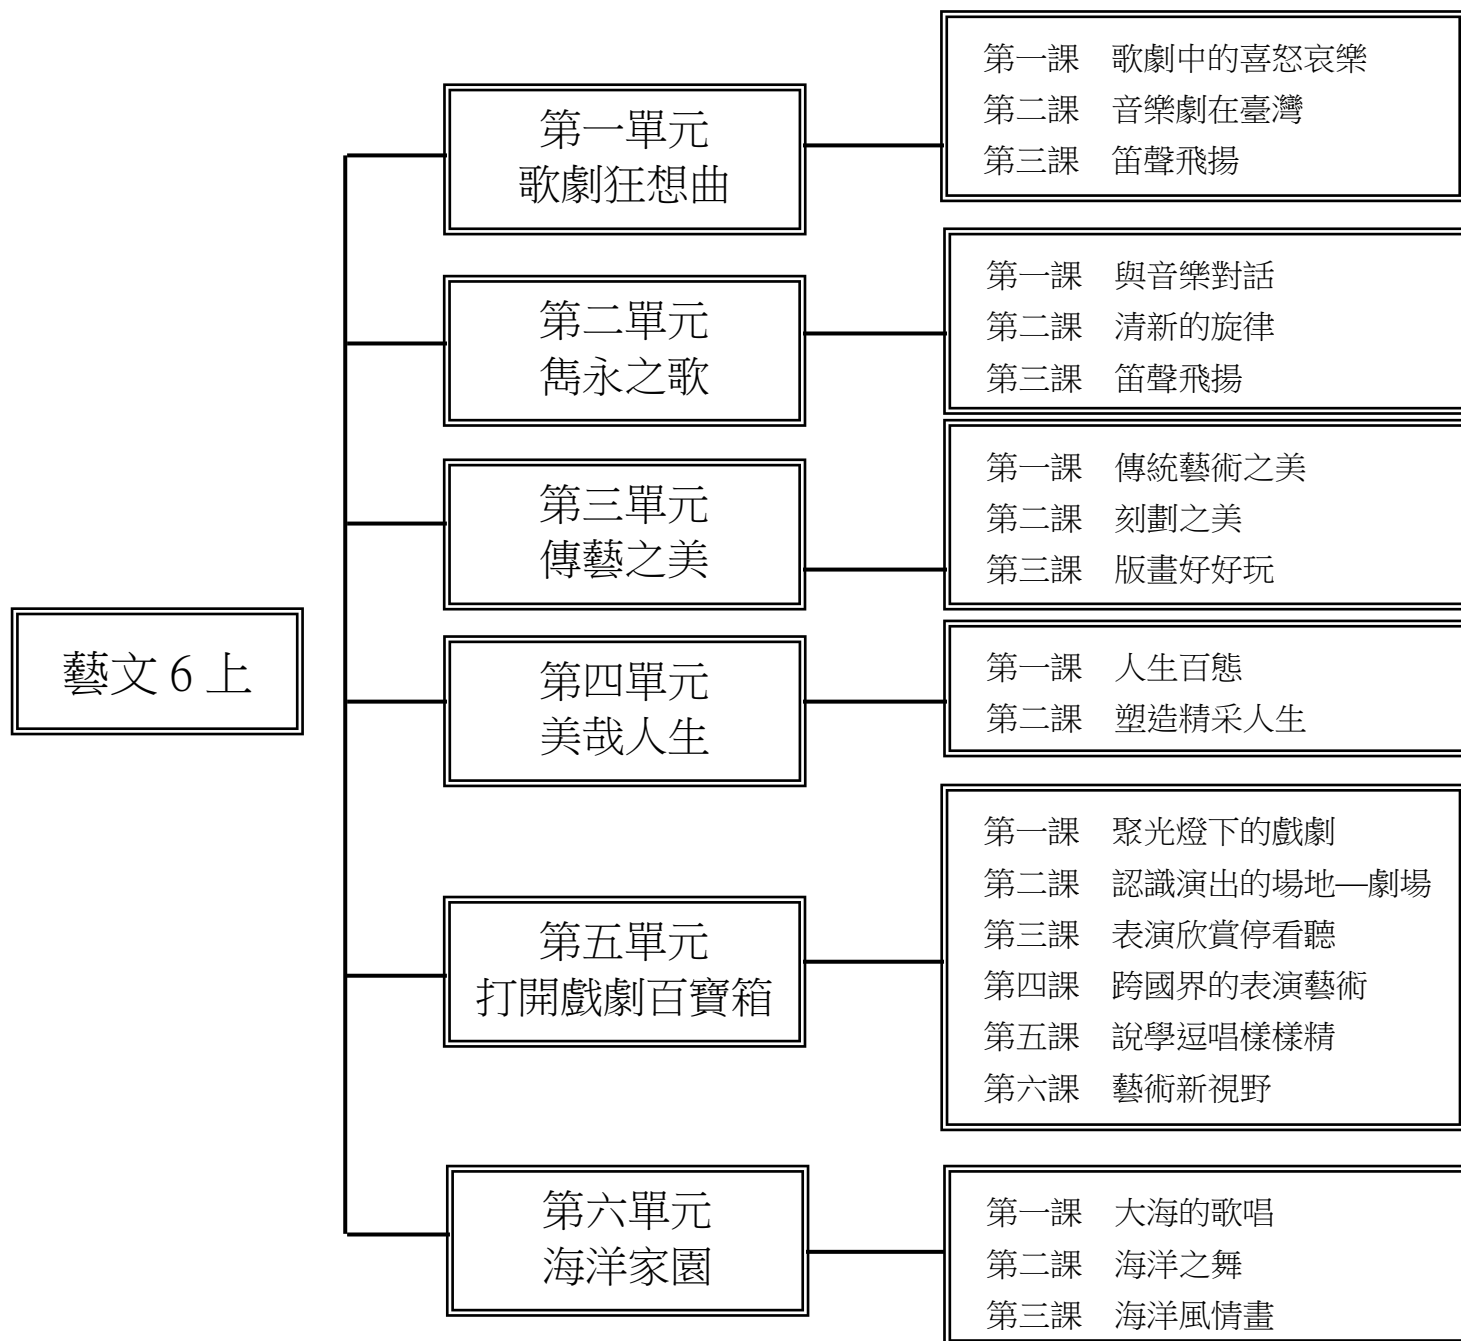 藝文 6 上
第一單元
歌劇狂想曲
第一課　歌劇中的喜怒哀樂
第二課　音樂劇在臺灣
第三課　笛聲飛揚
第二單元
雋永之歌
第一課　與音樂對話
第二課　清新的旋律
第三課　笛聲飛揚
第三單元
傳藝之美
第一課　傳統藝術之美
第二課　刻劃之美
第三課　版畫好好玩
第四單元
美哉人生
第一課　人生百態
第二課　塑造精采人生
第五單元
打開戲劇百寶箱
第一課　聚光燈下的戲劇
第二課　認識演出的場地—劇場
第三課　表演欣賞停看聽
第四課　跨國界的表演藝術
第五課　說學逗唱樣樣精
第六課　藝術新視野
第六單元
海洋家園
第一課　大海的歌唱
第二課　海洋之舞
第三課　海洋風情畫